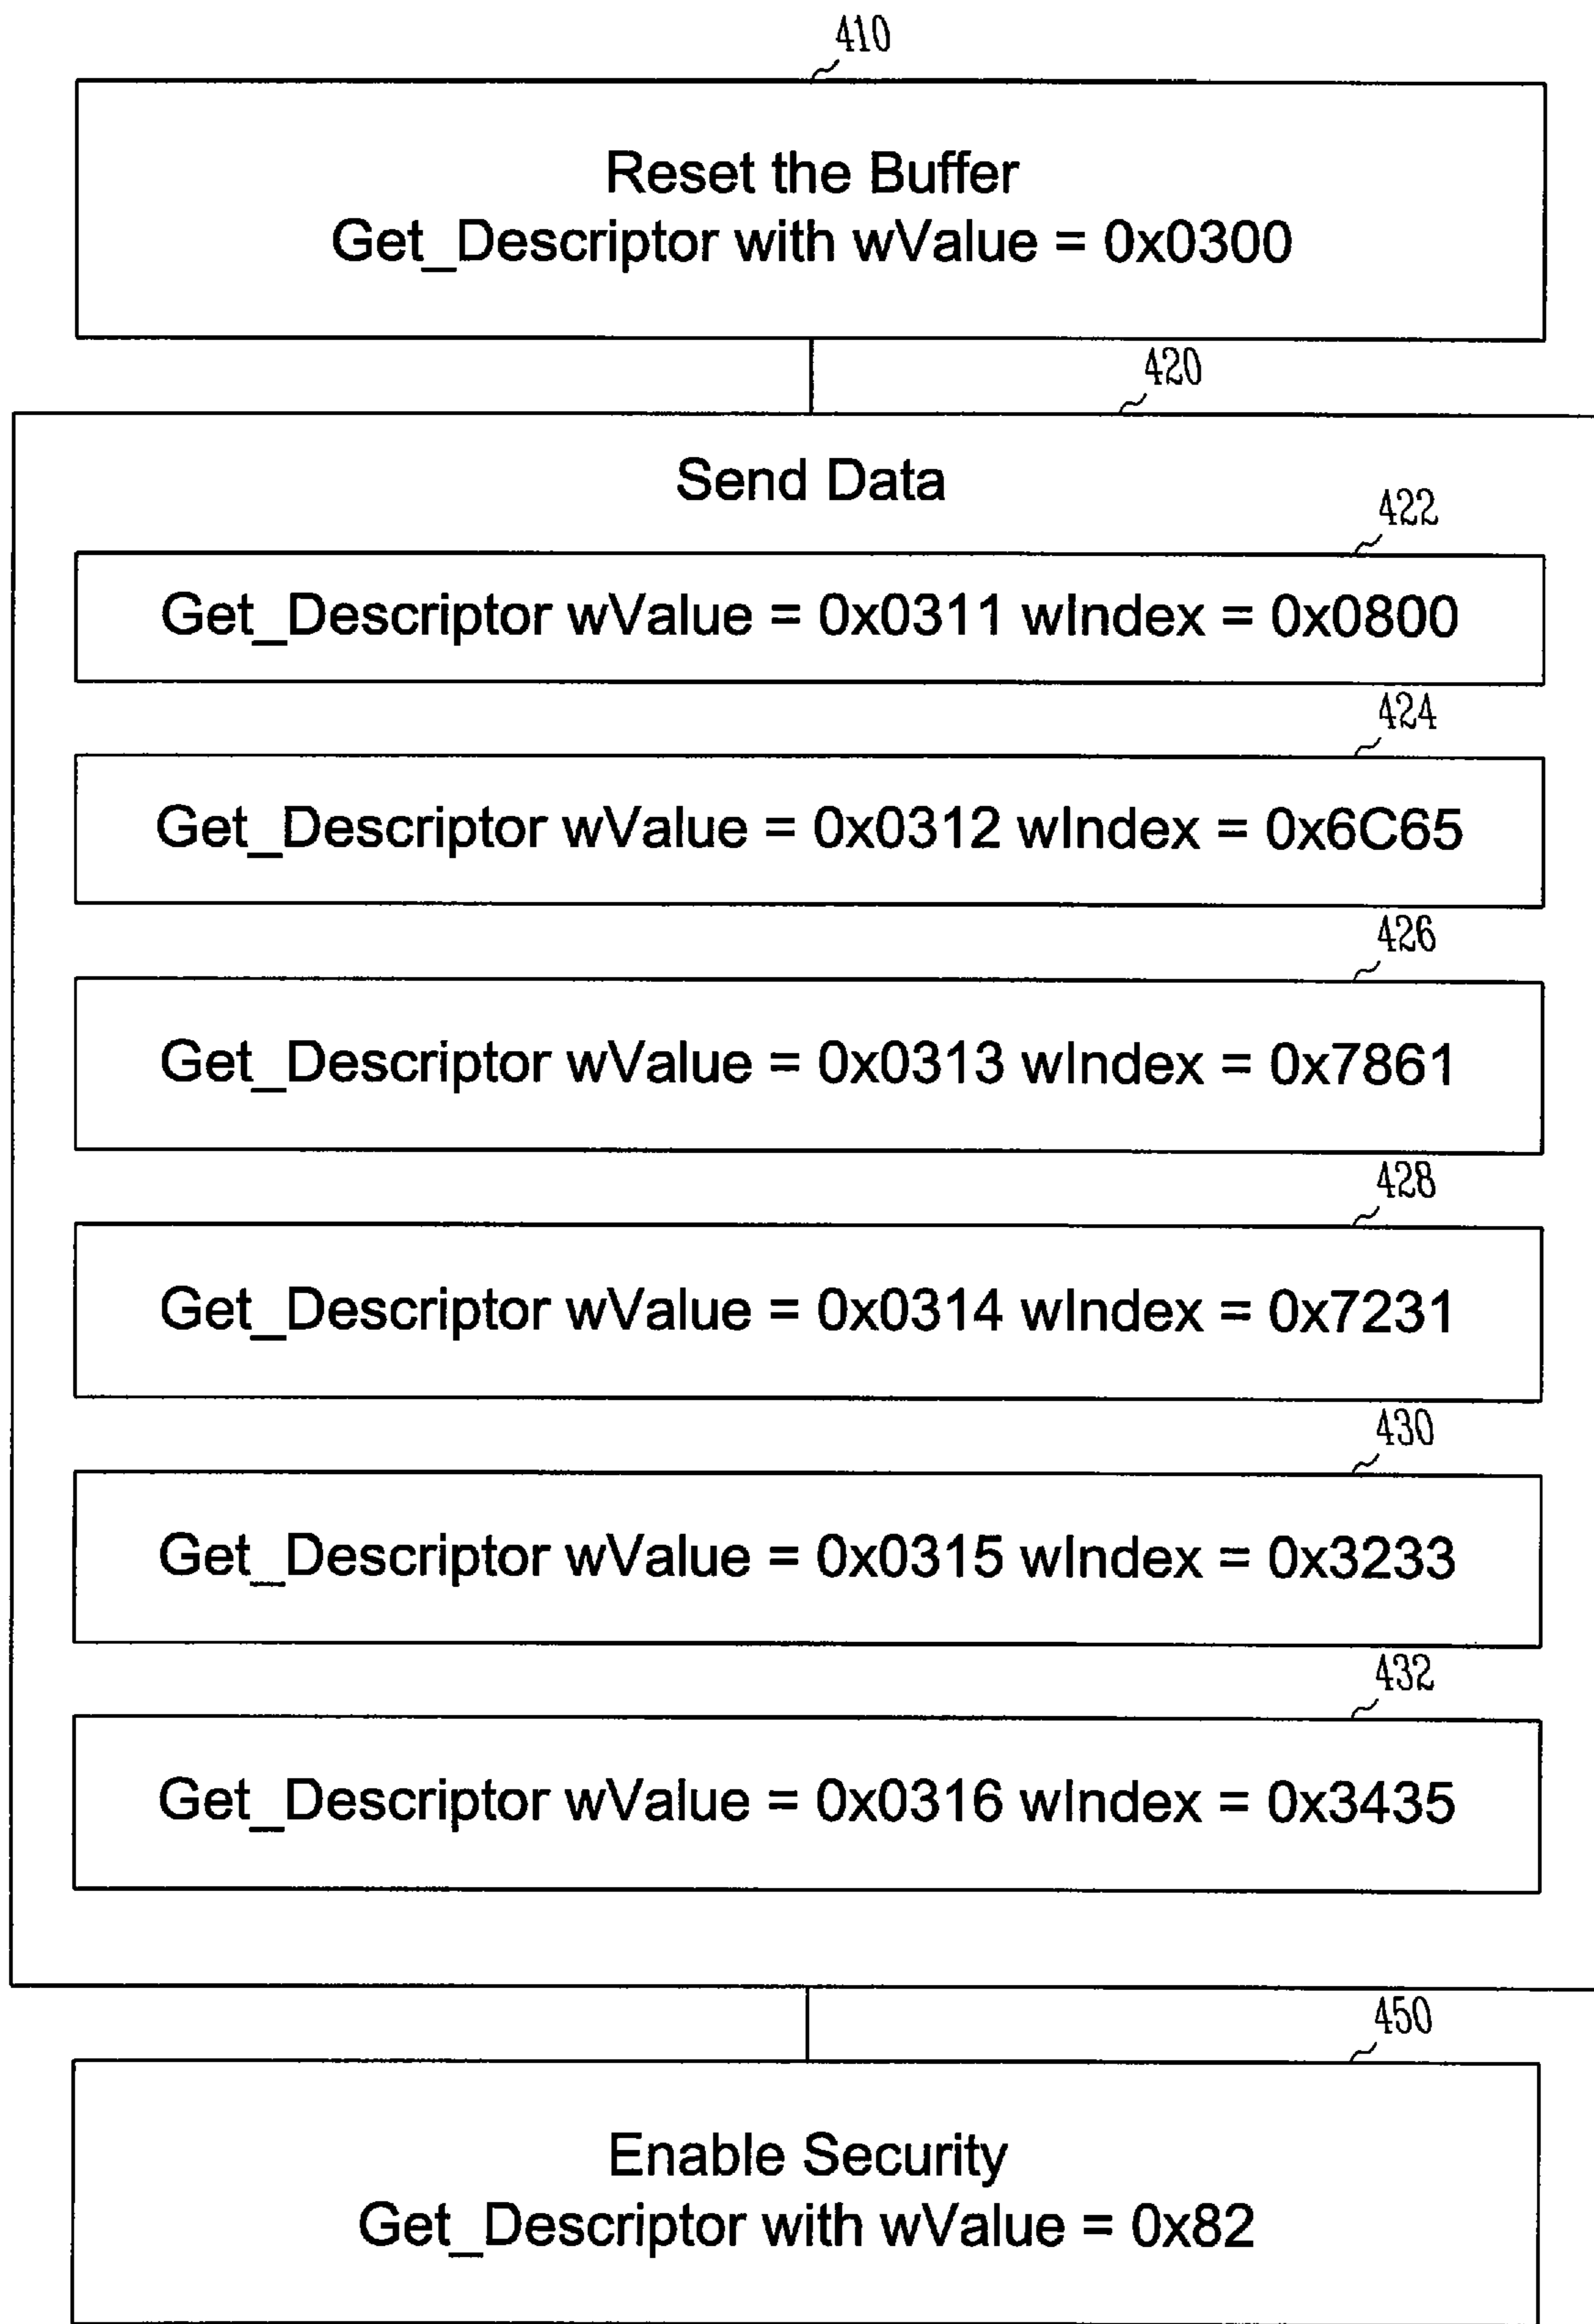 410
Reset the Buffer
Get_Descriptor with wValue = 0x0300
420
Send Data
422
Get_Descriptor wValue = 0x0311 wIndex = 0x0800
424
Get_Descriptor wValue = 0x0312 wIndex = 0x6C65
426
Get_Descriptor wValue = 0x0313 wIndex = 0x7861
428
Get_Descriptor wValue = 0x0314 wIndex = 0x7231
430
Get_Descriptor wValue = 0x0315 wIndex = 0x3233
432
Get_Descriptor wValue = 0x0316 wIndex = 0x3435
450
Enable Security
Get_Descriptor with wValue = 0x82